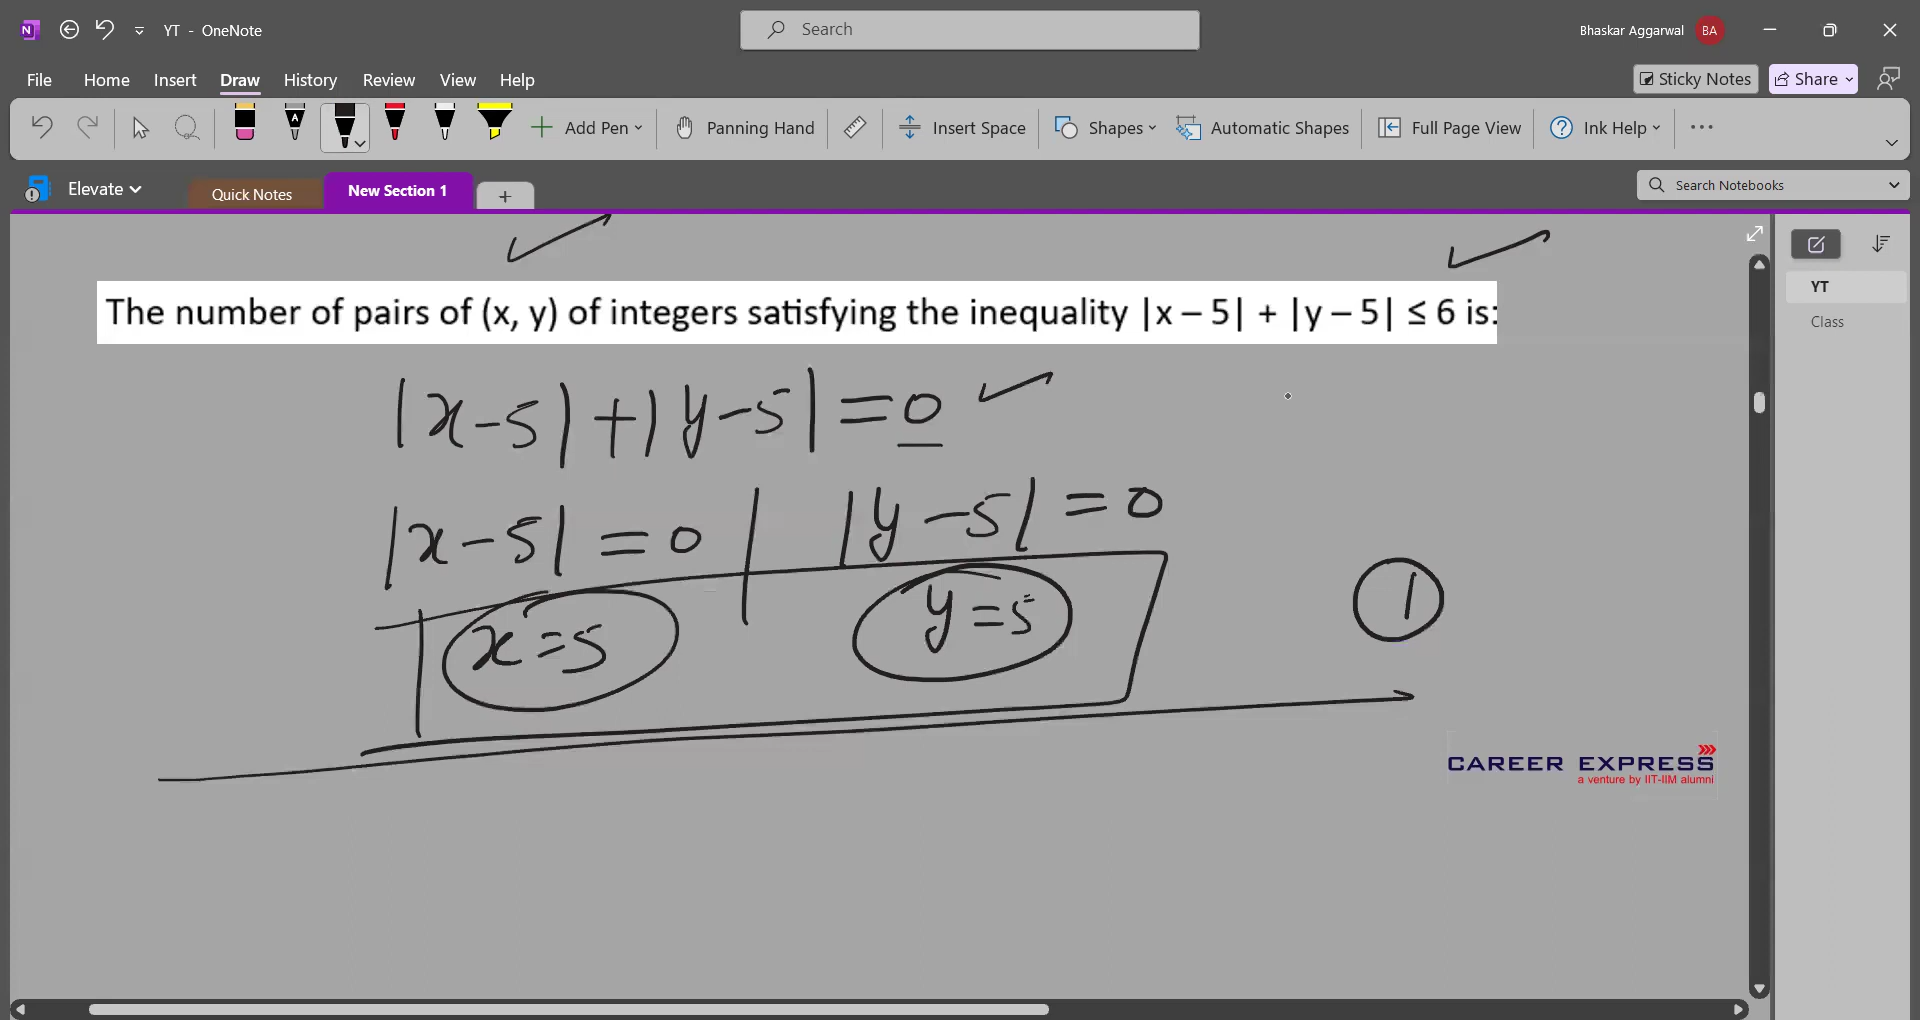 YT - OneNote
Search
Bhaskar Aggarwal BA
File Home Insert Draw History Review View Help
Sticky Notes Share
Add Pen Panning Hand Insert Space Shapes Automatic Shapes Full Page View Ink Help
Elevate Quick Notes New Section 1 +
Search Notebooks
YT
Class
The number of pairs of (x, y) of integers satisfying the inequality |x – 5| + |y – 5| ≤ 6 is:
|x-5|+|y-5|=0
|x-5|=0 | |y-5|=0
x=5 y=5
1
CAREER EXPRESS
a venture by IIT-IIM alumni